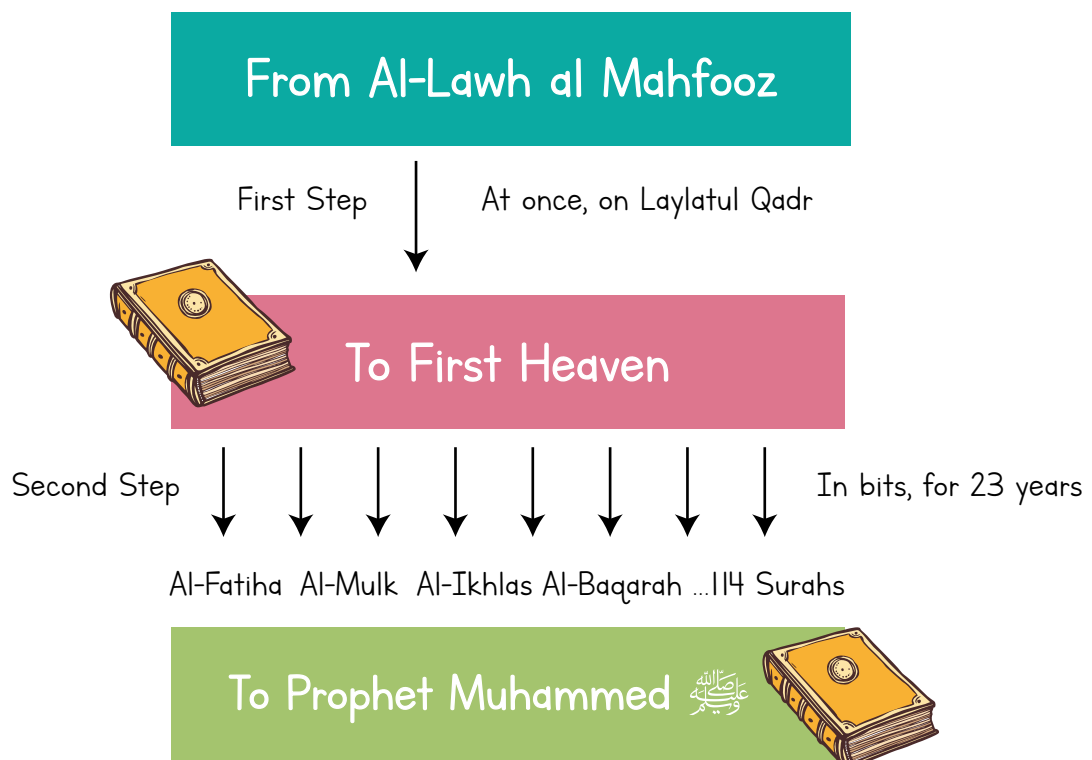 From Al-Lawh al Mahfooz
First Step At once, on Laylatul Qadr
To First Heaven
Second Step In bits, for 23 years
Al-Fatiha Al-Mulk Al-Ikhlas Al-Baqarah ...114 Surahs
To Prophet Muhammed ﷺ